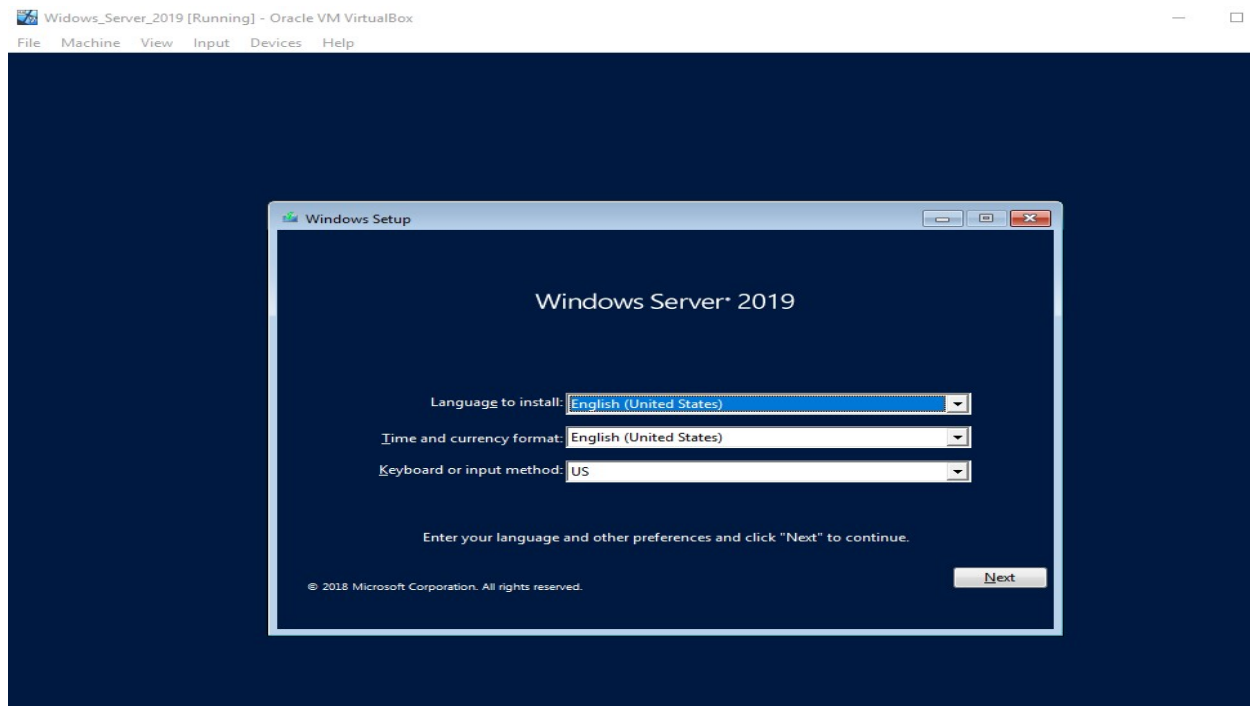 Widows_Server_2019 [Running] - Oracle VM VirtualBox
File Machine View Input Devices Help
Windows Setup
Windows Server® 2019
Language to install: English (United States)
Time and currency format: English (United States)
Keyboard or input method: US
Enter your language and other preferences and click "Next" to continue.
© 2018 Microsoft Corporation. All rights reserved.
Next